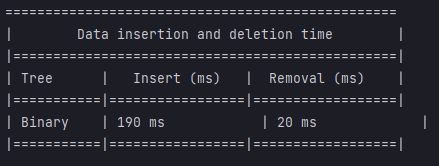 =================================================
|        Data insertion and deletion time        |
|================================================|
| Tree      |   Insert (ms)   |  Removal (ms)    |
|===========|=================|==================|
| Binary    | 190 ms            | 20 ms             |
|===========|=================|==================|